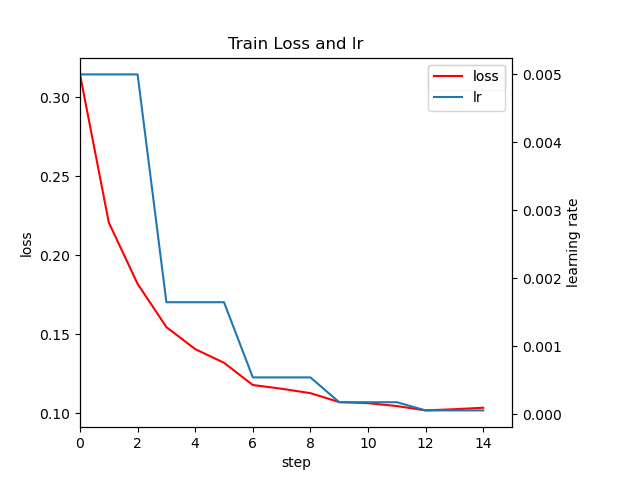 Train Loss and lr
loss
lr
0.30
0.25
0.20
0.15
0.10
loss
0.005
0.004
0.003
0.002
0.001
0.000
learning rate
0 2 4 6 8 10 12 14
step